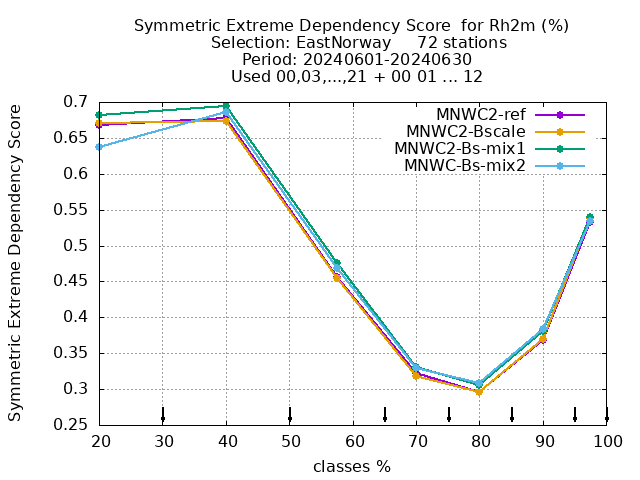 Symmetric Extreme Dependency Score for Rh2m (%)
Selection: EastNorway 72 stations
Period: 20240601-20240630
Used 00,03,...,21 + 00 01 ... 12
Symmetric Extreme Dependency Score
0.7
0.65
0.6
0.55
0.5
0.45
0.4
0.35
0.3
0.25
MNWC2-ref
MNWC2-Bscale
MNWC2-Bs-mix1
MNWC-Bs-mix2
20 30 40 50 60 70 80 90 100
classes %